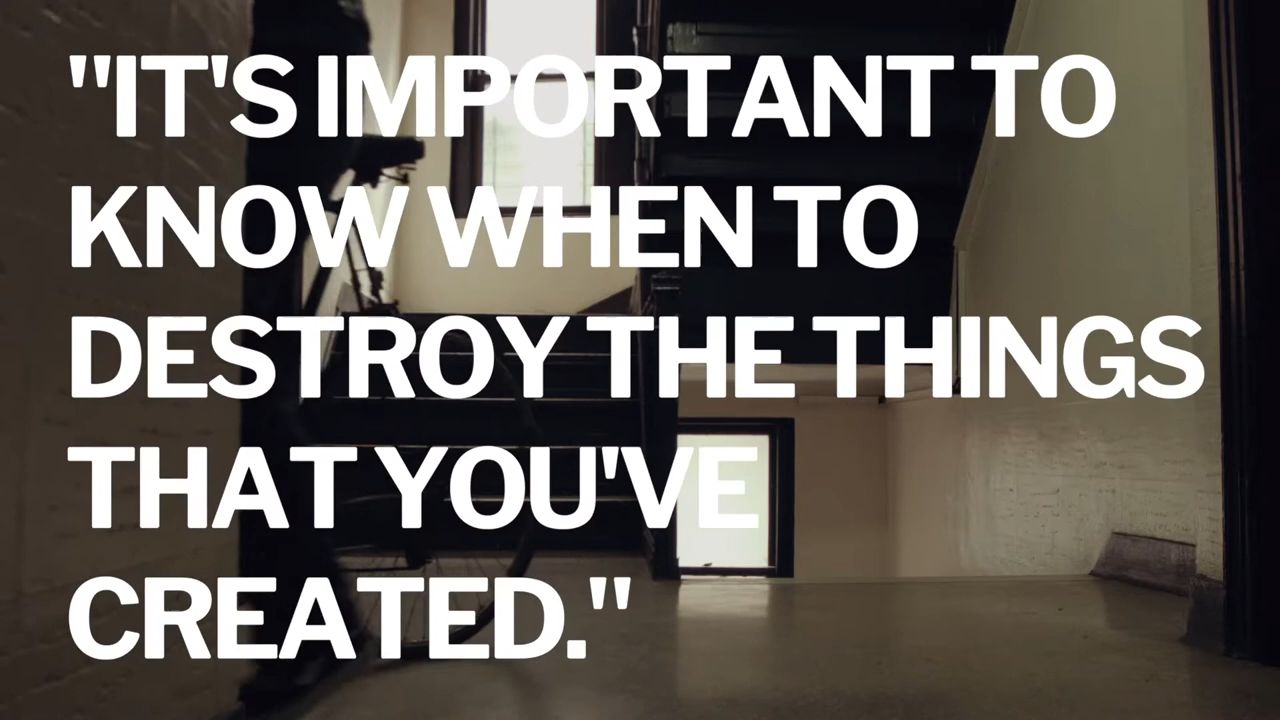 "IT'S IMPORTANT TO
KNOW WHEN TO
DESTROY THE THINGS
THAT YOU'VE
CREATED."